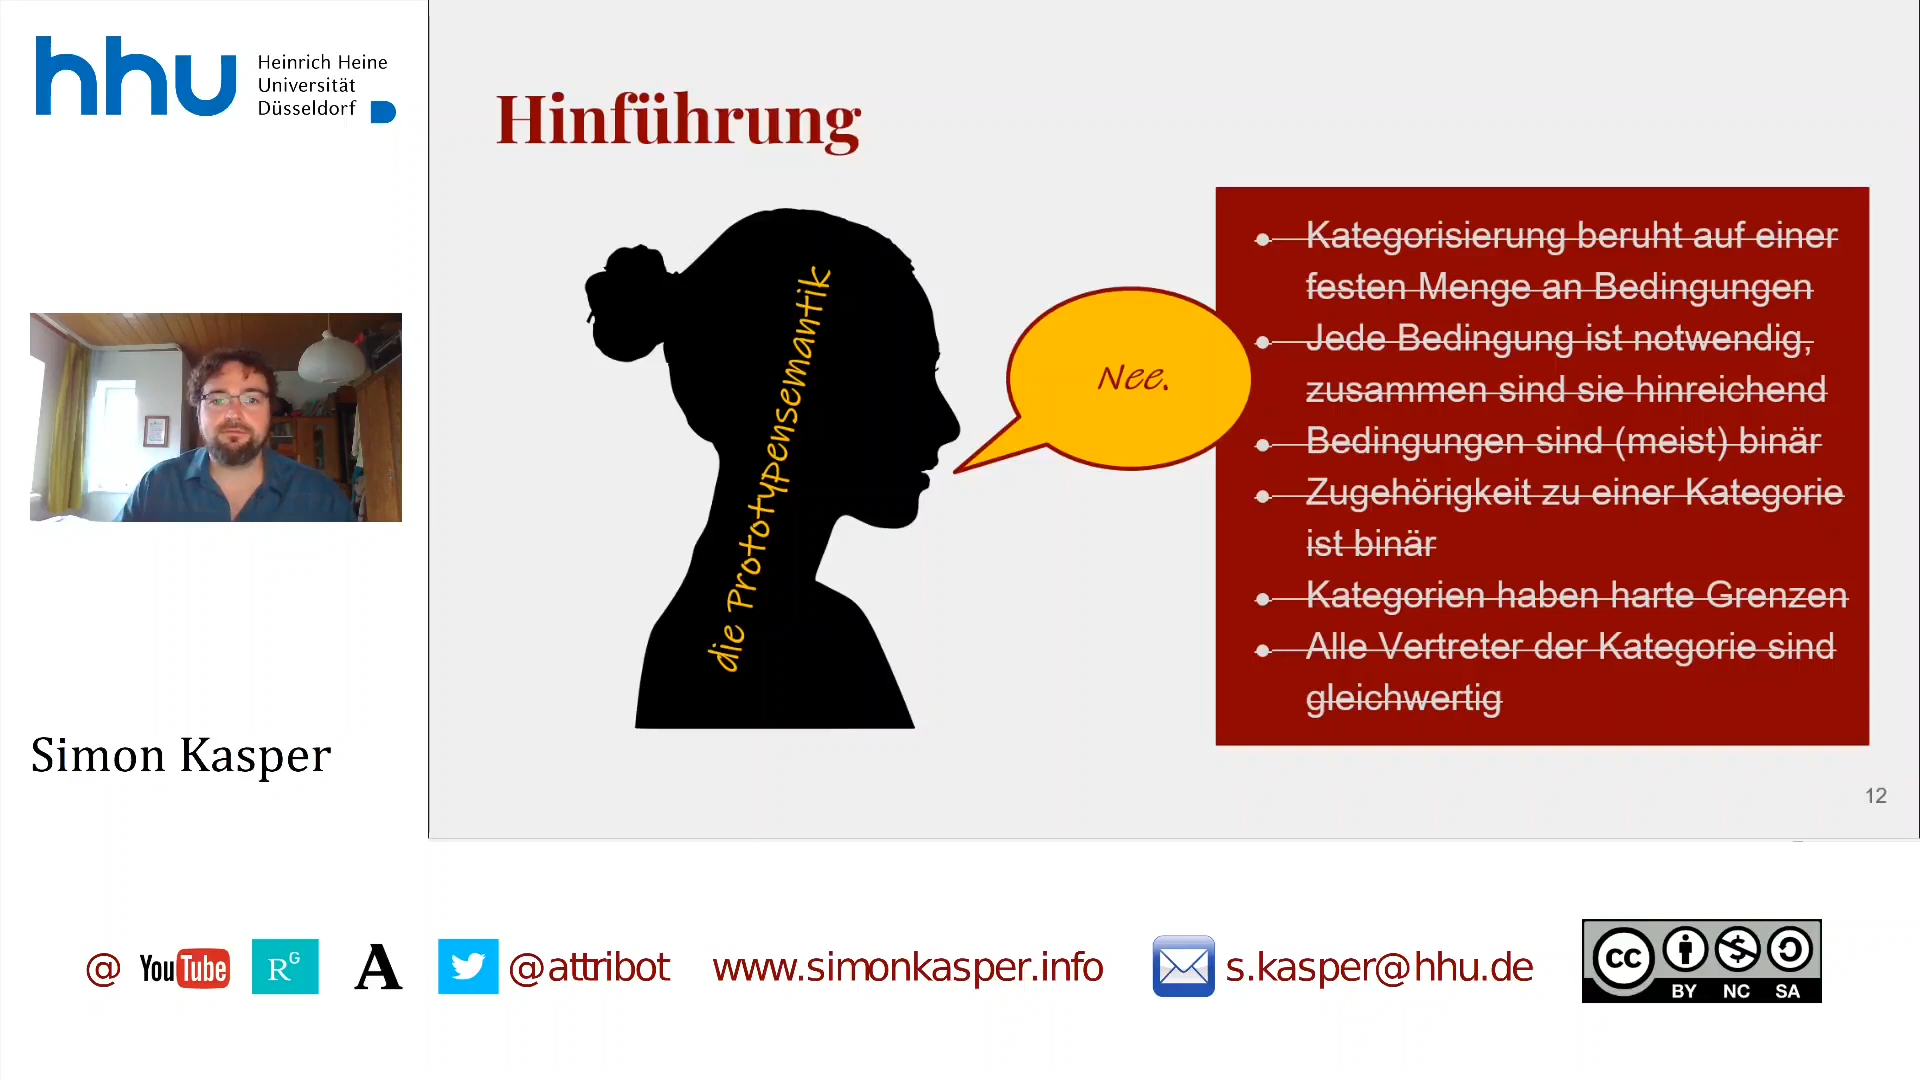 hhu Heinrich Heine
Universität
Düsseldorf
Simon Kasper
Hinführung
die Prototypensemantik
Nee.
Kategorisierung beruht auf einer
festen Menge an Bedingungen
Jede Bedingung ist notwendig,
zusammen sind sie hinreichend
Bedingungen sind (meist) binär
Zugehörigkeit zu einer Kategorie
ist binär
Kategorien haben harte Grenzen
Alle Vertreter der Kategorie sind
gleichwertig
12
@ YouTube RG A @attribot www.simonkasper.info s.kasper@hhu.de
cc BY NC SA